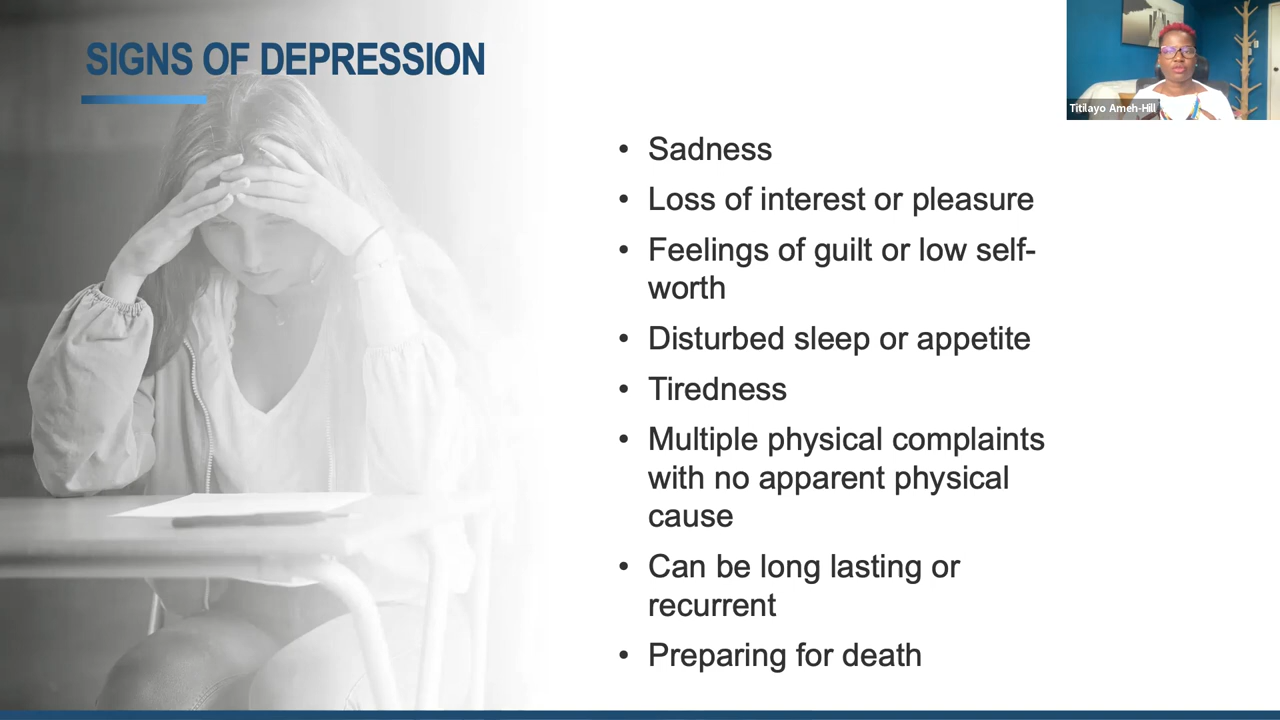 SIGNS OF DEPRESSION
Titilayo Ameh-Hill
• Sadness
• Loss of interest or pleasure
• Feelings of guilt or low self-
worth
• Disturbed sleep or appetite
• Tiredness
• Multiple physical complaints
with no apparent physical
cause
• Can be long lasting or
recurrent
• Preparing for death